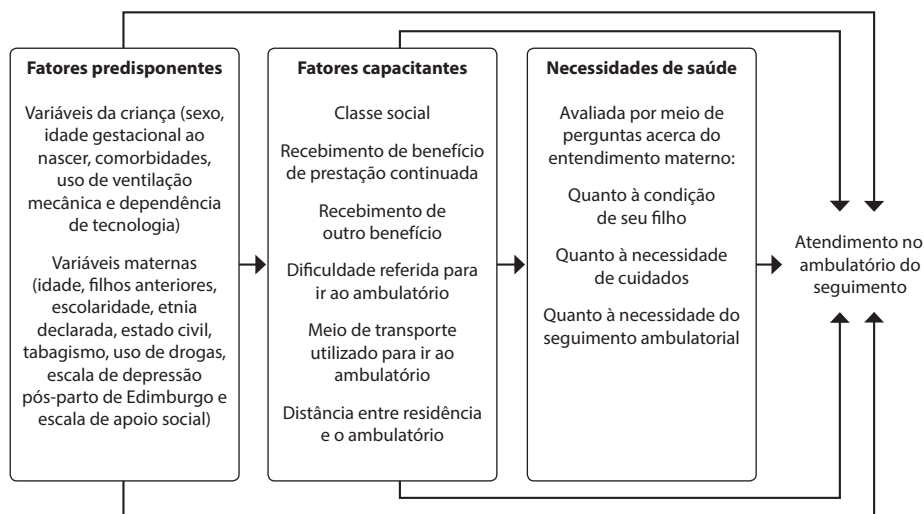 Fatores predisponentes
Variáveis da criança (sexo,
idade gestacional ao
nascer, comorbidades,
uso de ventilação
mecânica e dependência
de tecnologia)
Variáveis maternas
(idade, filhos anteriores,
escolaridade, etnia
declarada, estado civil,
tabagismo, uso de drogas,
escala de depressão
pós-parto de Edimburgo e
escala de apoio social)
Fatores capacitantes
Classe social
Recebimento de benefício
de prestação continuada
Recebimento de
outro benefício
Dificuldade referida para
ir ao ambulatório
Meio de transporte
utilizado para ir ao
ambulatório
Distância entre residência
e o ambulatório
Necessidades de saúde
Avaliada por meio de
perguntas acerca do
entendimento materno:
Quanto à condição
de seu filho
Quanto à necessidade
de cuidados
Quanto à necessidade do
seguimento ambulatorial
Atendimento no
ambulatório do
seguimento